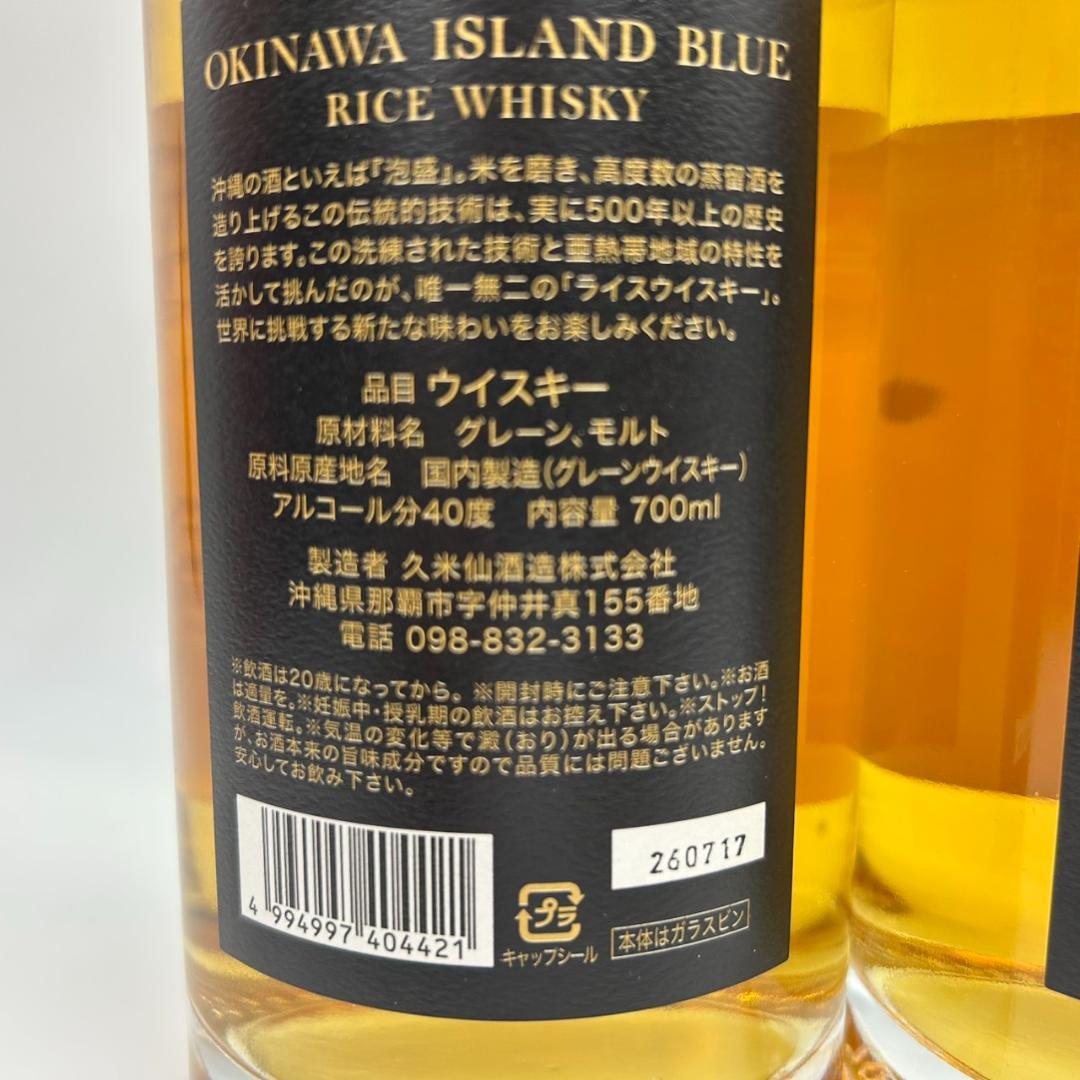 OKINAWA ISLAND BLUE
RICE WHISKY
沖縄の酒といえば『泡盛』。米を磨き、高度数の蒸留酒を
造り上げるこの伝統的技術は、実に500年以上の歴史
を誇ります。この洗練された技術と亜熱帯地域の特性を
活かして挑んだのが、唯一無二の「ライスウイスキー」。
世界に挑戦する新たな味わいをお楽しみください。
品目 ウイスキー
原材料名 グレーン、モルト
原料原産地名 国内製造(グレーンウイスキー)
アルコール分40度 内容量 700ml
製造者 久米仙酒造株式会社
沖縄県那覇市字仲井真155番地
電話 098-832-3133
※飲酒は20歳になってから。※開封時にご注意下さい。※お酒
は適量を。※妊娠中・授乳期の飲酒はお控え下さい。※ストップ!
飲酒運転。※気温の変化等で澱(おり)が出る場合があります
が、お酒本来の旨味成分ですので品質には問題ございません。
安心してお飲み下さい。
260717
4 994997 404421
プラ
キャップシール
本体はガラスビン